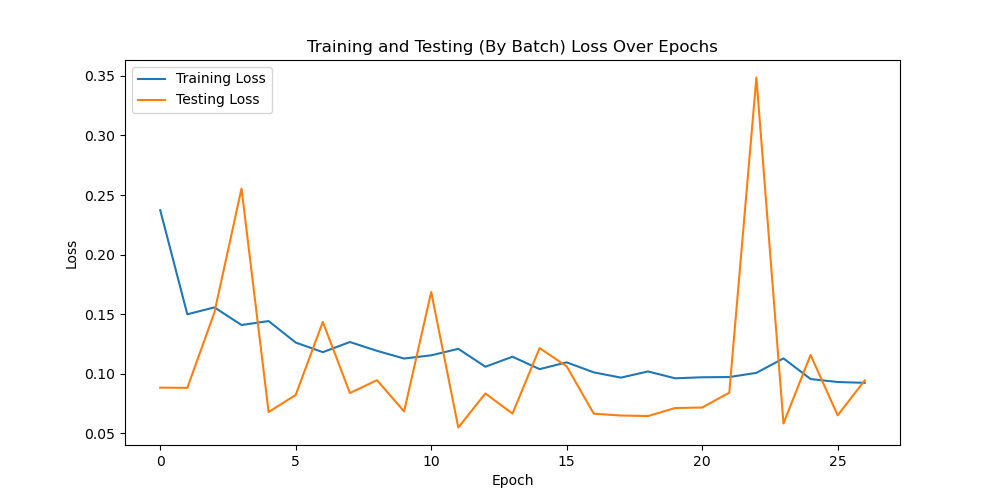 Training and Testing (By Batch) Loss Over Epochs
Training Loss
Testing Loss
0.35
0.30
0.25
0.20
0.15
0.10
0.05
Loss
0 5 10 15 20 25
Epoch